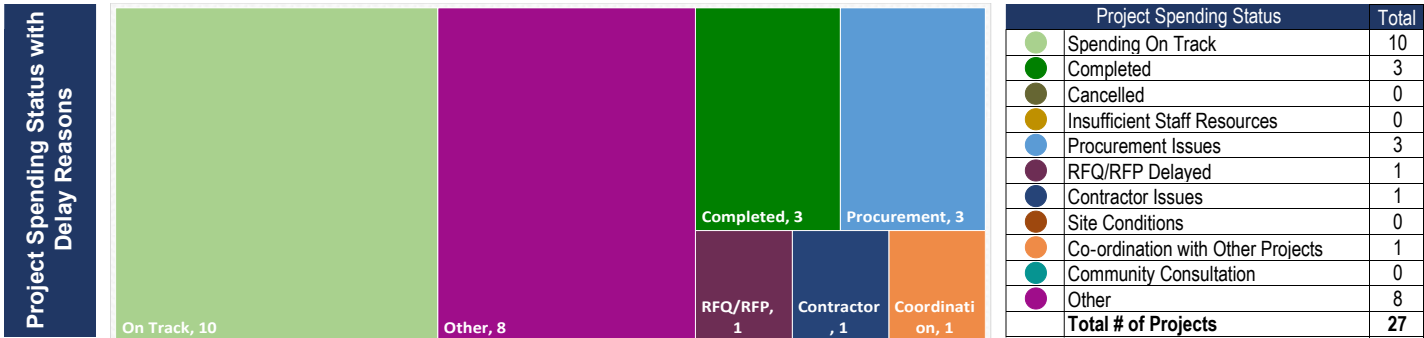 Project Spending Status with
Delay Reasons
On Track, 10
Other, 8
Completed, 3
Procurement, 3
RFQ/RFP,
1
Contractor
, 1
Coordinati
on, 1
Project Spending Status Total
Spending On Track 10
Completed 3
Cancelled 0
Insufficient Staff Resources 0
Procurement Issues 3
RFQ/RFP Delayed 1
Contractor Issues 1
Site Conditions 0
Co-ordination with Other Projects 1
Community Consultation 0
Other 8
Total # of Projects 27